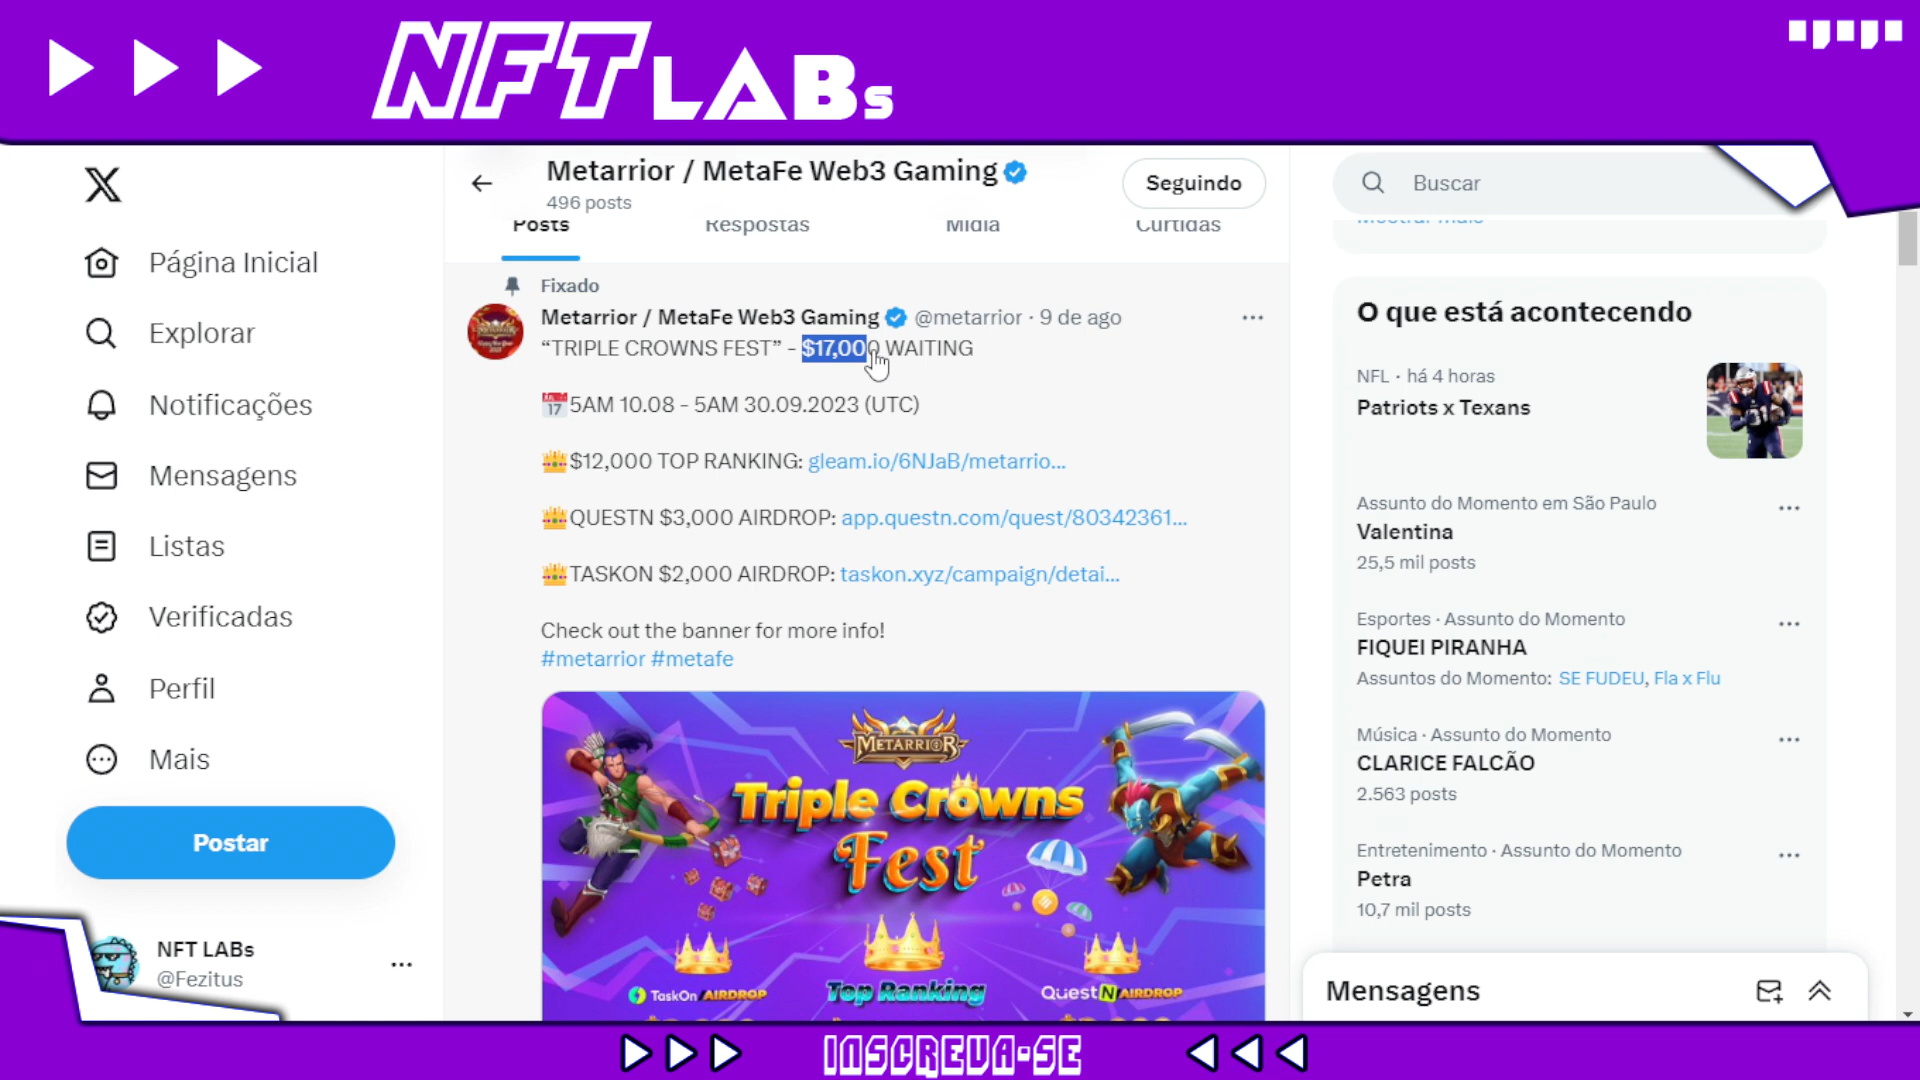 NFT LABs
Metarrior / MetaFe Web3 Gaming
496 posts
Seguindo
Buscar
Mostrar mais
Posts
Respostas
Mídia
Curtidas
Página Inicial
Explorar
Notificações
Mensagens
Listas
Verificadas
Perfil
Mais
Postar
NFT LABs
@Fezitus
Fixado
Metarrior / MetaFe Web3 Gaming @metarrior · 9 de ago
“TRIPLE CROWNS FEST” - $17,000 WAITING
17 5AM 10.08 - 5AM 30.09.2023 (UTC)
$12,000 TOP RANKING: gleam.io/6NJaB/metarrio...
QUESTN $3,000 AIRDROP: app.questn.com/quest/80342361...
TASKON $2,000 AIRDROP: taskon.xyz/campaign/detai...
Check out the banner for more info!
#metarrior #metafe
METARRIOR
Triple Crowns
Fest
TaskOn AIRDROP
Top Ranking
QuestN AIRDROP
O que está acontecendo
NFL · há 4 horas
Patriots x Texans
Assunto do Momento em São Paulo
Valentina
25,5 mil posts
Esportes · Assunto do Momento
FIQUEI PIRANHA
Assuntos do Momento: SE FUDEU, Fla x Flu
Música · Assunto do Momento
CLARICE FALCÃO
2.563 posts
Entretenimento · Assunto do Momento
Petra
10,7 mil posts
Mensagens
INSCREVA-SE